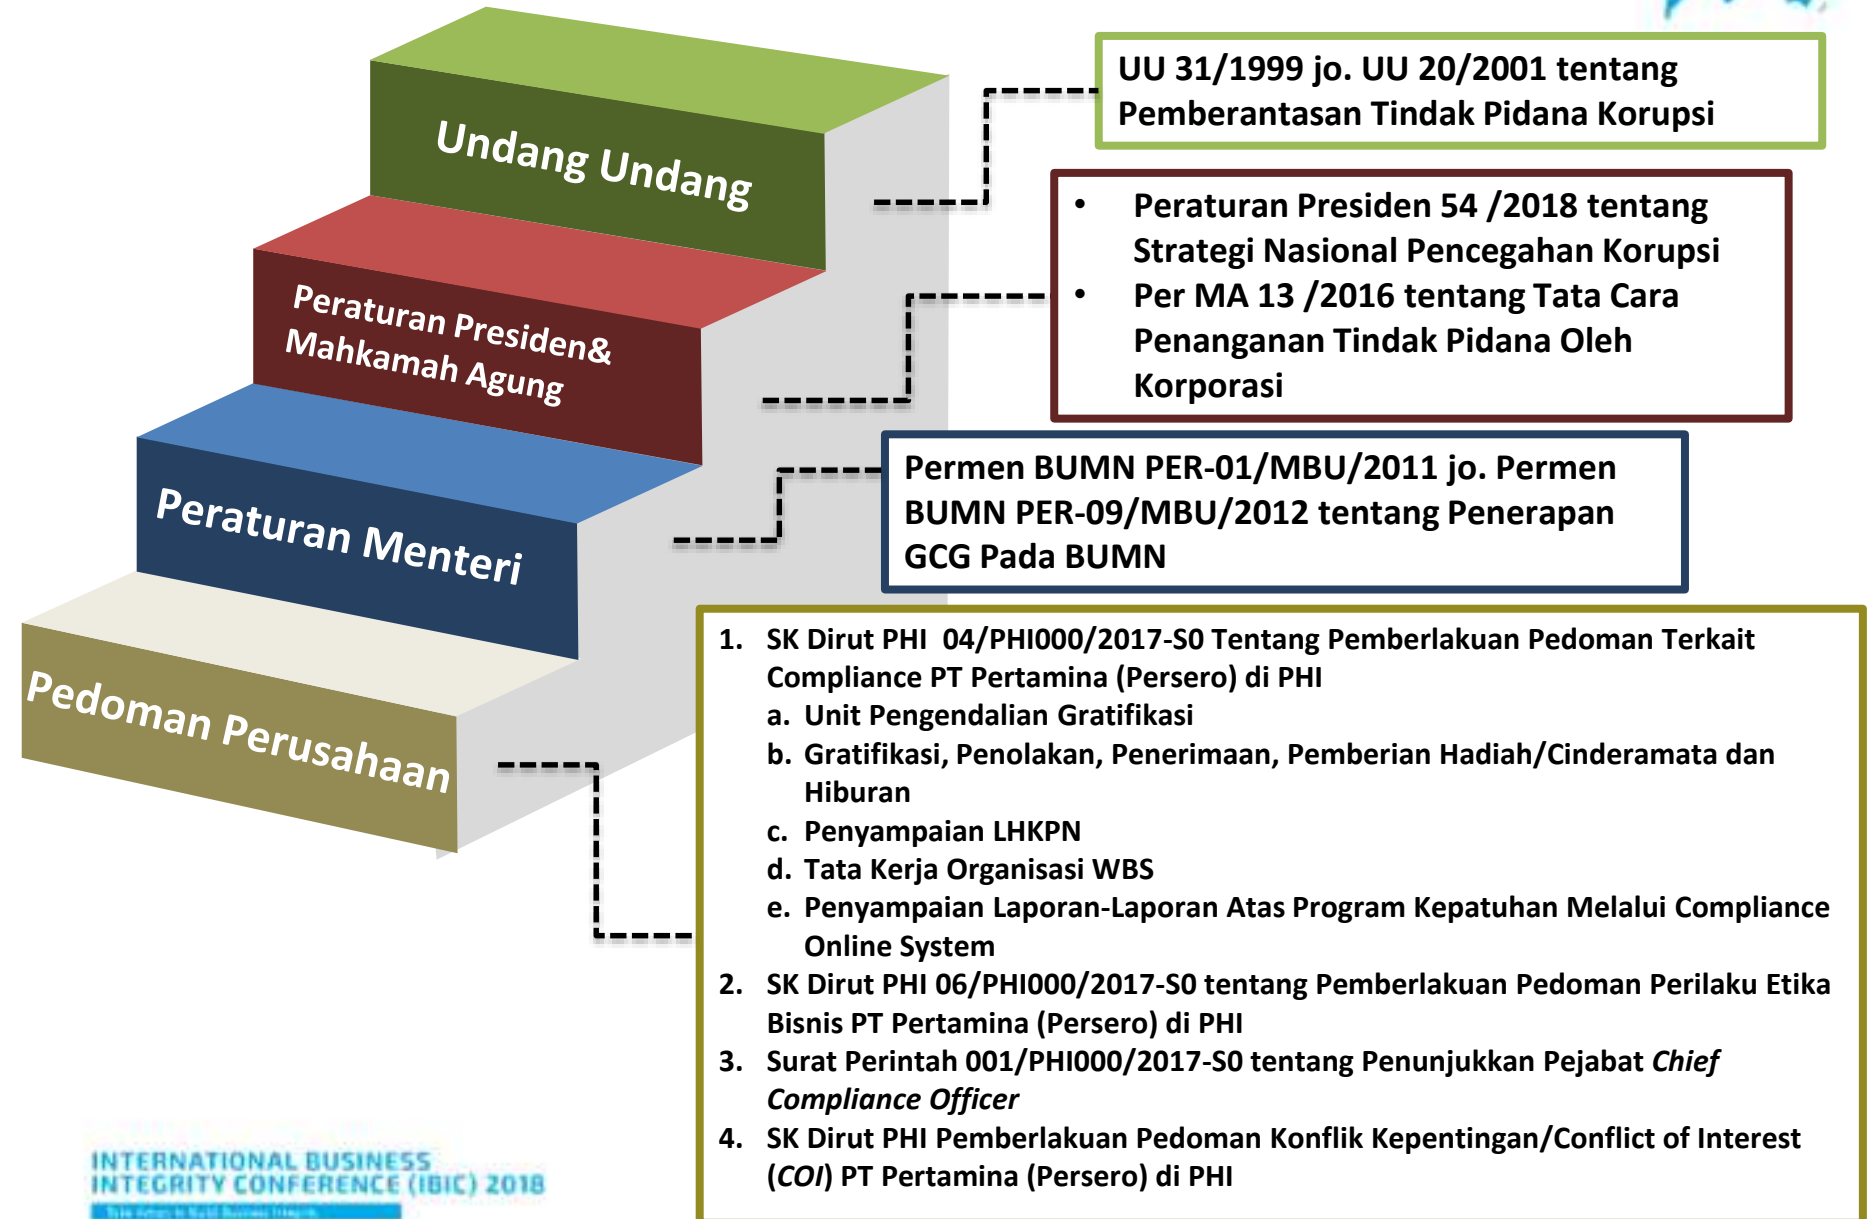 Undang Undang
UU 31/1999 jo. UU 20/2001 tentang
Pemberantasan Tindak Pidana Korupsi
Peraturan Presiden&
Mahkamah Agung
• Peraturan Presiden 54 /2018 tentang
Strategi Nasional Pencegahan Korupsi
• Per MA 13 /2016 tentang Tata Cara
Penanganan Tindak Pidana Oleh
Korporasi
Peraturan Menteri
Permen BUMN PER-01/MBU/2011 jo. Permen
BUMN PER-09/MBU/2012 tentang Penerapan
GCG Pada BUMN
Pedoman Perusahaan
1. SK Dirut PHI 04/PHI000/2017-S0 Tentang Pemberlakuan Pedoman Terkait
Compliance PT Pertamina (Persero) di PHI
a. Unit Pengendalian Gratifikasi
b. Gratifikasi, Penolakan, Penerimaan, Pemberian Hadiah/Cinderamata dan
Hiburan
c. Penyampaian LHKPN
d. Tata Kerja Organisasi WBS
e. Penyampaian Laporan-Laporan Atas Program Kepatuhan Melalui Compliance
Online System
2. SK Dirut PHI 06/PHI000/2017-S0 tentang Pemberlakuan Pedoman Perilaku Etika
Bisnis PT Pertamina (Persero) di PHI
3. Surat Perintah 001/PHI000/2017-S0 tentang Penunjukkan Pejabat Chief
Compliance Officer
4. SK Dirut PHI Pemberlakuan Pedoman Konflik Kepentingan/Conflict of Interest
(COI) PT Pertamina (Persero) di PHI
INTERNATIONAL BUSINESS
INTEGRITY CONFERENCE (IBIC) 2018